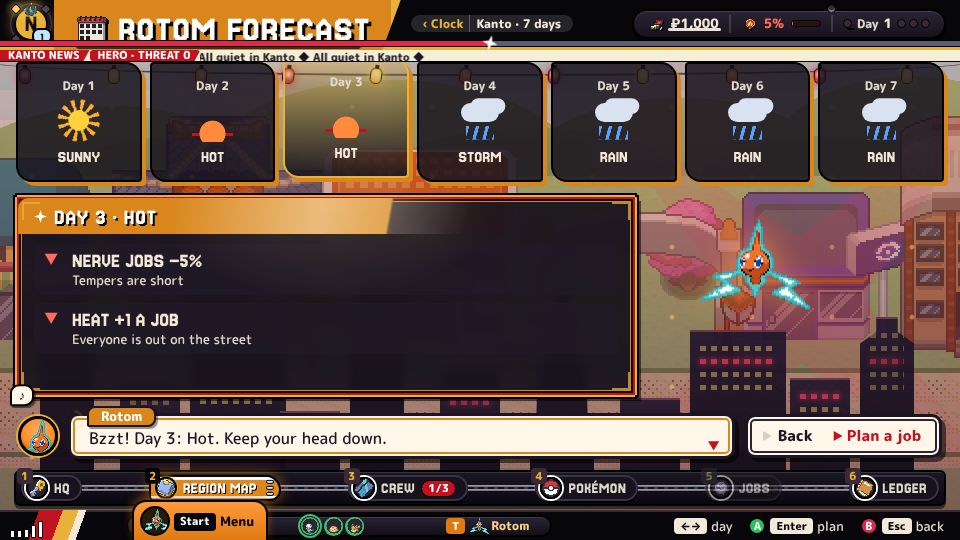 ROTOM FORECAST
‹ Clock Kanto · 7 days
₽1,000 5% Day 1
KANTO NEWS HERO · THREAT 0 All quiet in Kanto ◆ All quiet in Kanto ◆
Day 1 Day 2 Day 3 Day 4 Day 5 Day 6 Day 7
SUNNY HOT HOT STORM RAIN RAIN RAIN
DAY 3 · HOT
NERVE JOBS −5%
Tempers are short
HEAT +1 A JOB
Everyone is out on the street
Rotom
Bzzt! Day 3: Hot. Keep your head down.
Back Plan a job
1 HQ 2 REGION MAP 3 CREW 1/3 4 POKÉMON 5 JOBS 6 LEDGER
Start Menu T Rotom ←→ day A Enter plan B Esc back